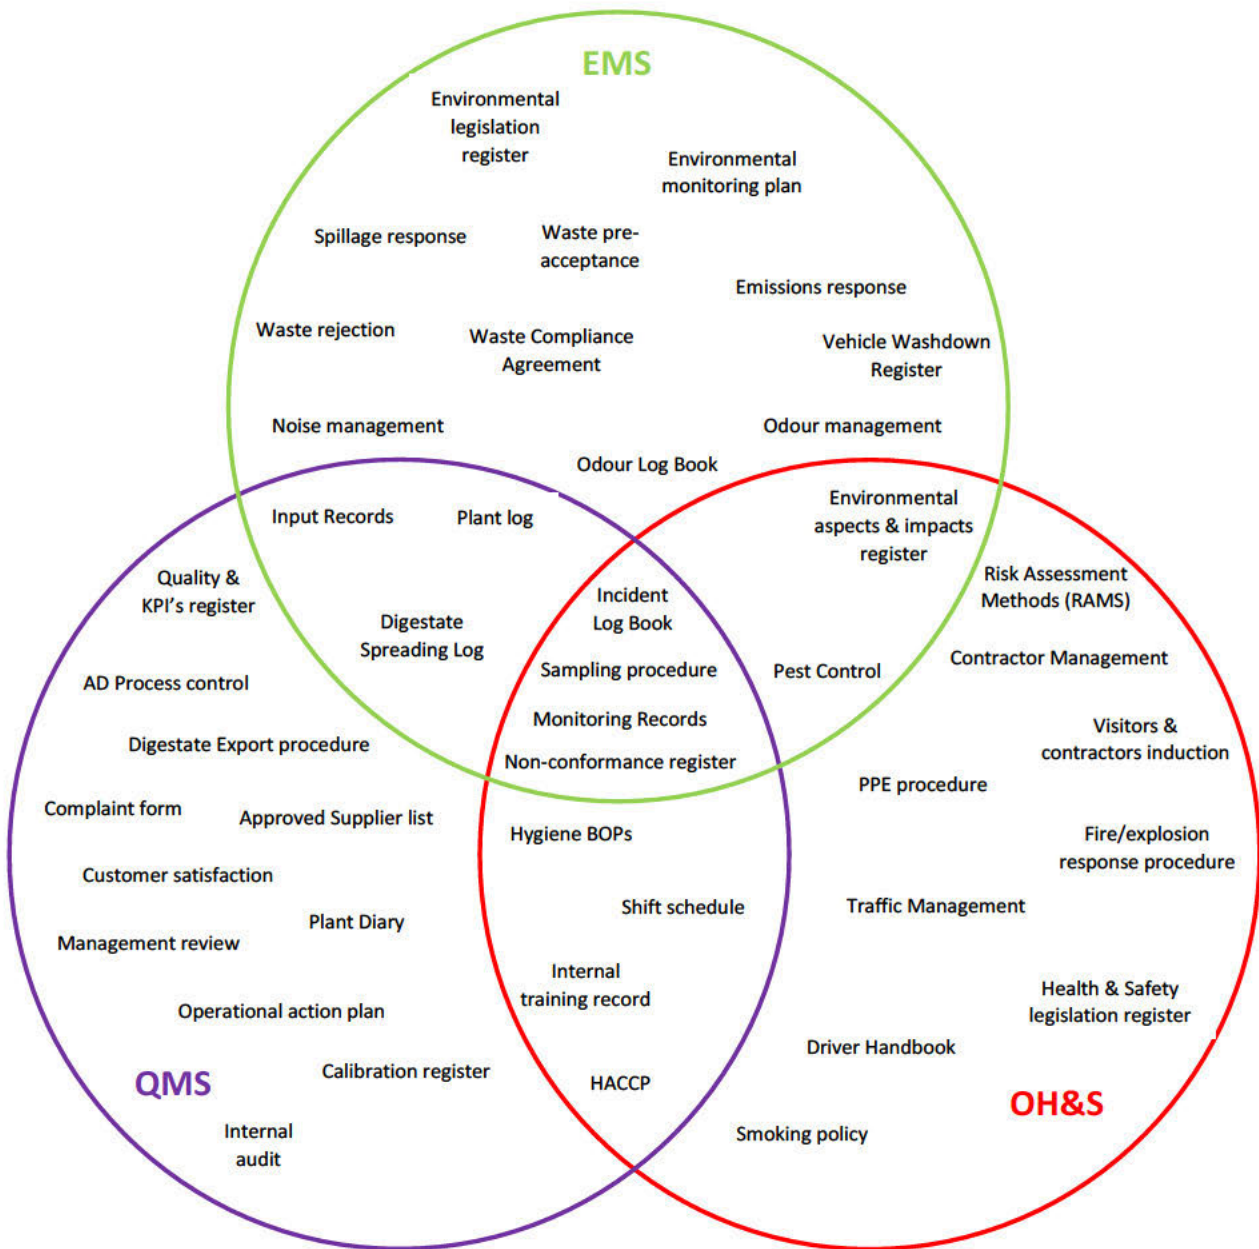 EMS
Environmental
legislation
register
Environmental
monitoring plan
Spillage response
Waste pre-
acceptance
Emissions response
Waste rejection
Waste Compliance
Agreement
Vehicle Washdown
Register
Noise management
Odour management
Odour Log Book
Input Records
Plant log
Environmental
aspects & impacts
register
Quality &
KPI's register
Digestate
Spreading Log
Incident
Log Book
Risk Assessment
Methods (RAMS)
AD Process control
Sampling procedure
Pest Control
Contractor Management
Digestate Export procedure
Monitoring Records
Non-conformance register
Visitors &
contractors induction
PPE procedure
Complaint form
Approved Supplier list
Hygiene BOPs
Fire/explosion
response procedure
Customer satisfaction
Plant Diary
Shift schedule
Traffic Management
Management review
Internal
training record
Health & Safety
legislation register
Operational action plan
Driver Handbook
Calibration register
QMS
HACCP
OH&S
Internal
audit
Smoking policy